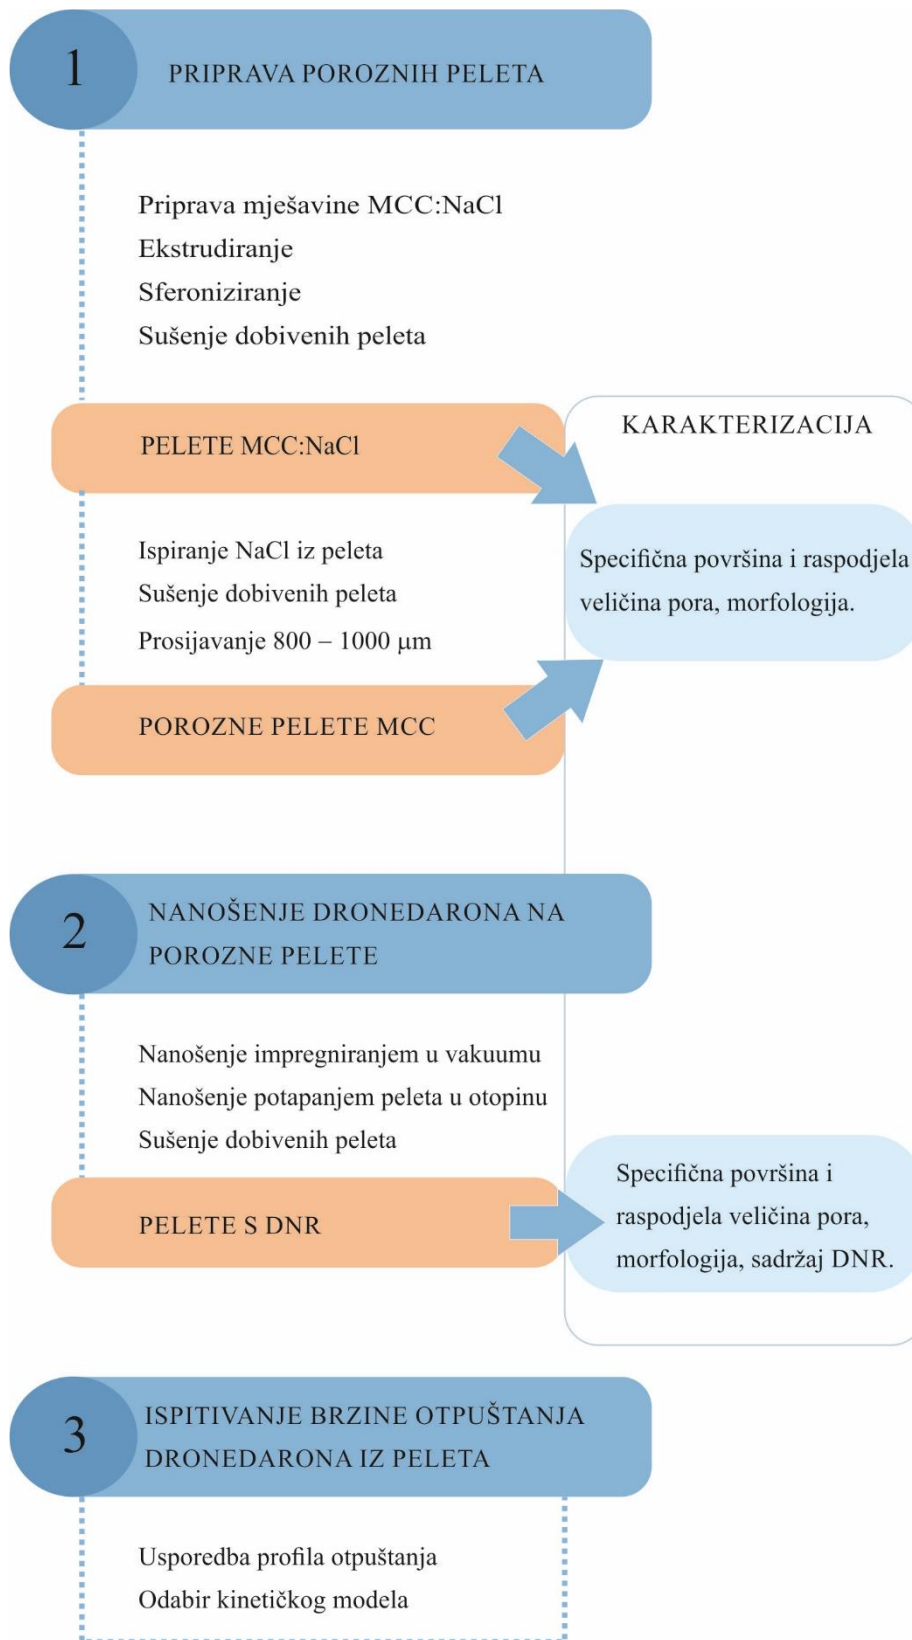 1
PRIPRAVA POROZNIH PELETA
Priprava mješavine MCC:NaCl
Ekstrudiranje
Sferoniziranje
Sušenje dobivenih peleta
PELETE MCC:NaCl
KARAKTERIZACIJA
Ispiranje NaCl iz peleta
Sušenje dobivenih peleta
Prosijavanje 800 – 1000 μm
Specifična površina i raspodjela
veličina pora, morfologija.
POROZNE PELETE MCC
2
NANOŠENJE DRONEDARONA NA
POROZNE PELETE
Nanošenje impregniranjem u vakuumu
Nanošenje potapanjem peleta u otopinu
Sušenje dobivenih peleta
PELETE S DNR
Specifična površina i
raspodjela veličina pora,
morfologija, sadržaj DNR.
3
ISPITIVANJE BRZINE OTPUŠTANJA
DRONEDARONA IZ PELETA
Usporedba profila otpuštanja
Odabir kinetičkog modela